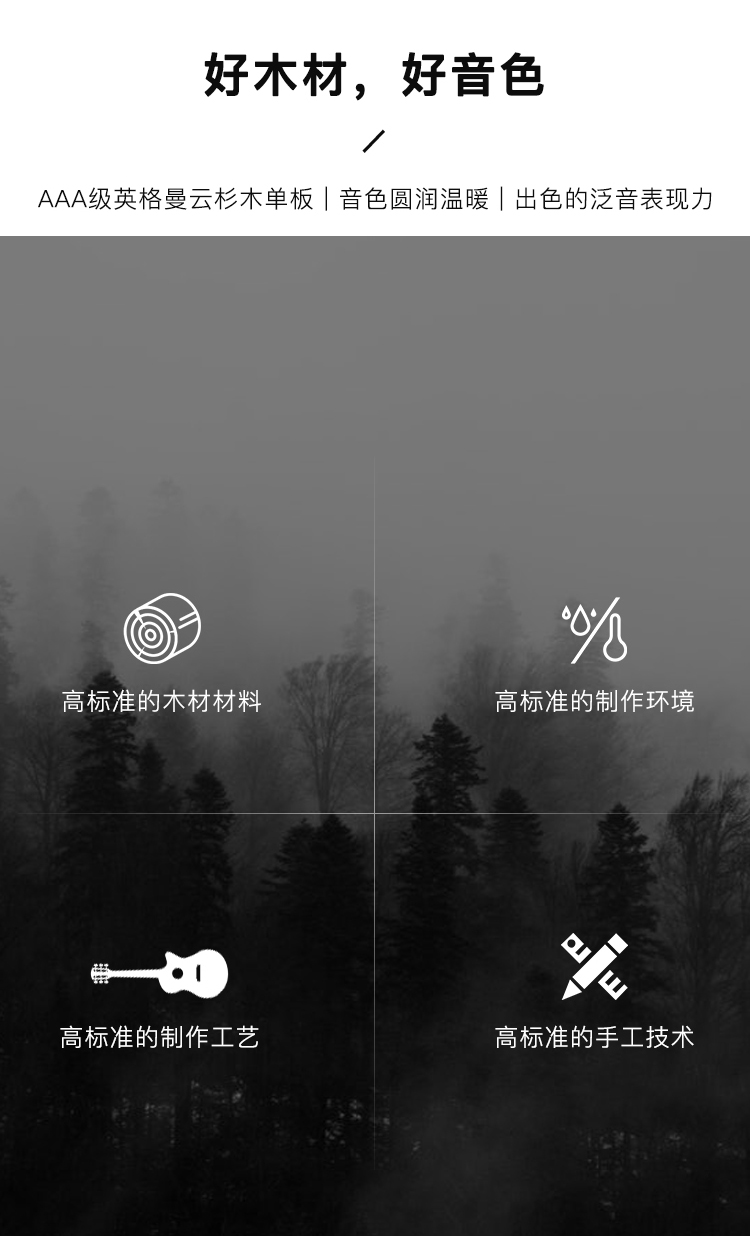 好木材，好音色
AAA级英格曼云杉木单板 | 音色圆润温暖 | 出色的泛音表现力
高标准的木材材料
高标准的制作环境
高标准的制作工艺
高标准的手工技术